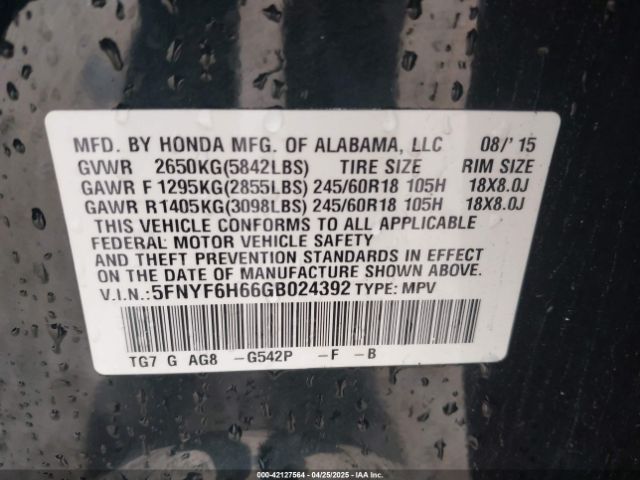 MFD. BY HONDA MFG. OF ALABAMA, LLC 08/'15
GVWR 2650KG(5842LBS) TIRE SIZE RIM SIZE
GAWR F 1295KG(2855LBS) 245/60R18 105H 18X8.0J
GAWR R 1405KG(3098LBS) 245/60R18 105H 18X8.0J
THIS VEHICLE CONFORMS TO ALL APPLICABLE
FEDERAL MOTOR VEHICLE SAFETY
AND THEFT PREVENTION STANDARDS IN EFFECT
ON THE DATE OF MANUFACTURE SHOWN ABOVE.
V.I.N.:5FNYF6H66GB024392 TYPE: MPV
TG7 G AG8 -G542P -F -B
000-42127564 - 04/25/2025 - IAA Inc.